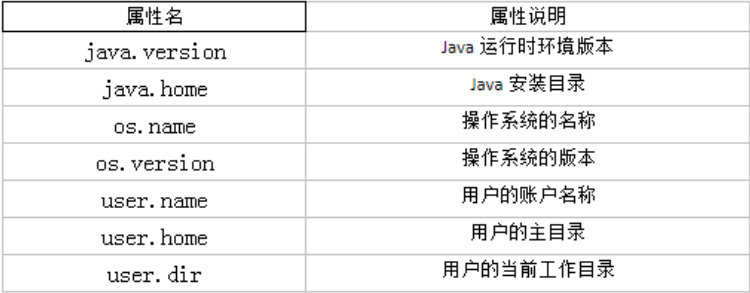 属性名 属性说明
java.version Java 运行时环境版本
java.home Java 安装目录
os.name 操作系统的名称
os.version 操作系统的版本
user.name 用户的账户名称
user.home 用户的主目录
user.dir 用户的当前工作目录